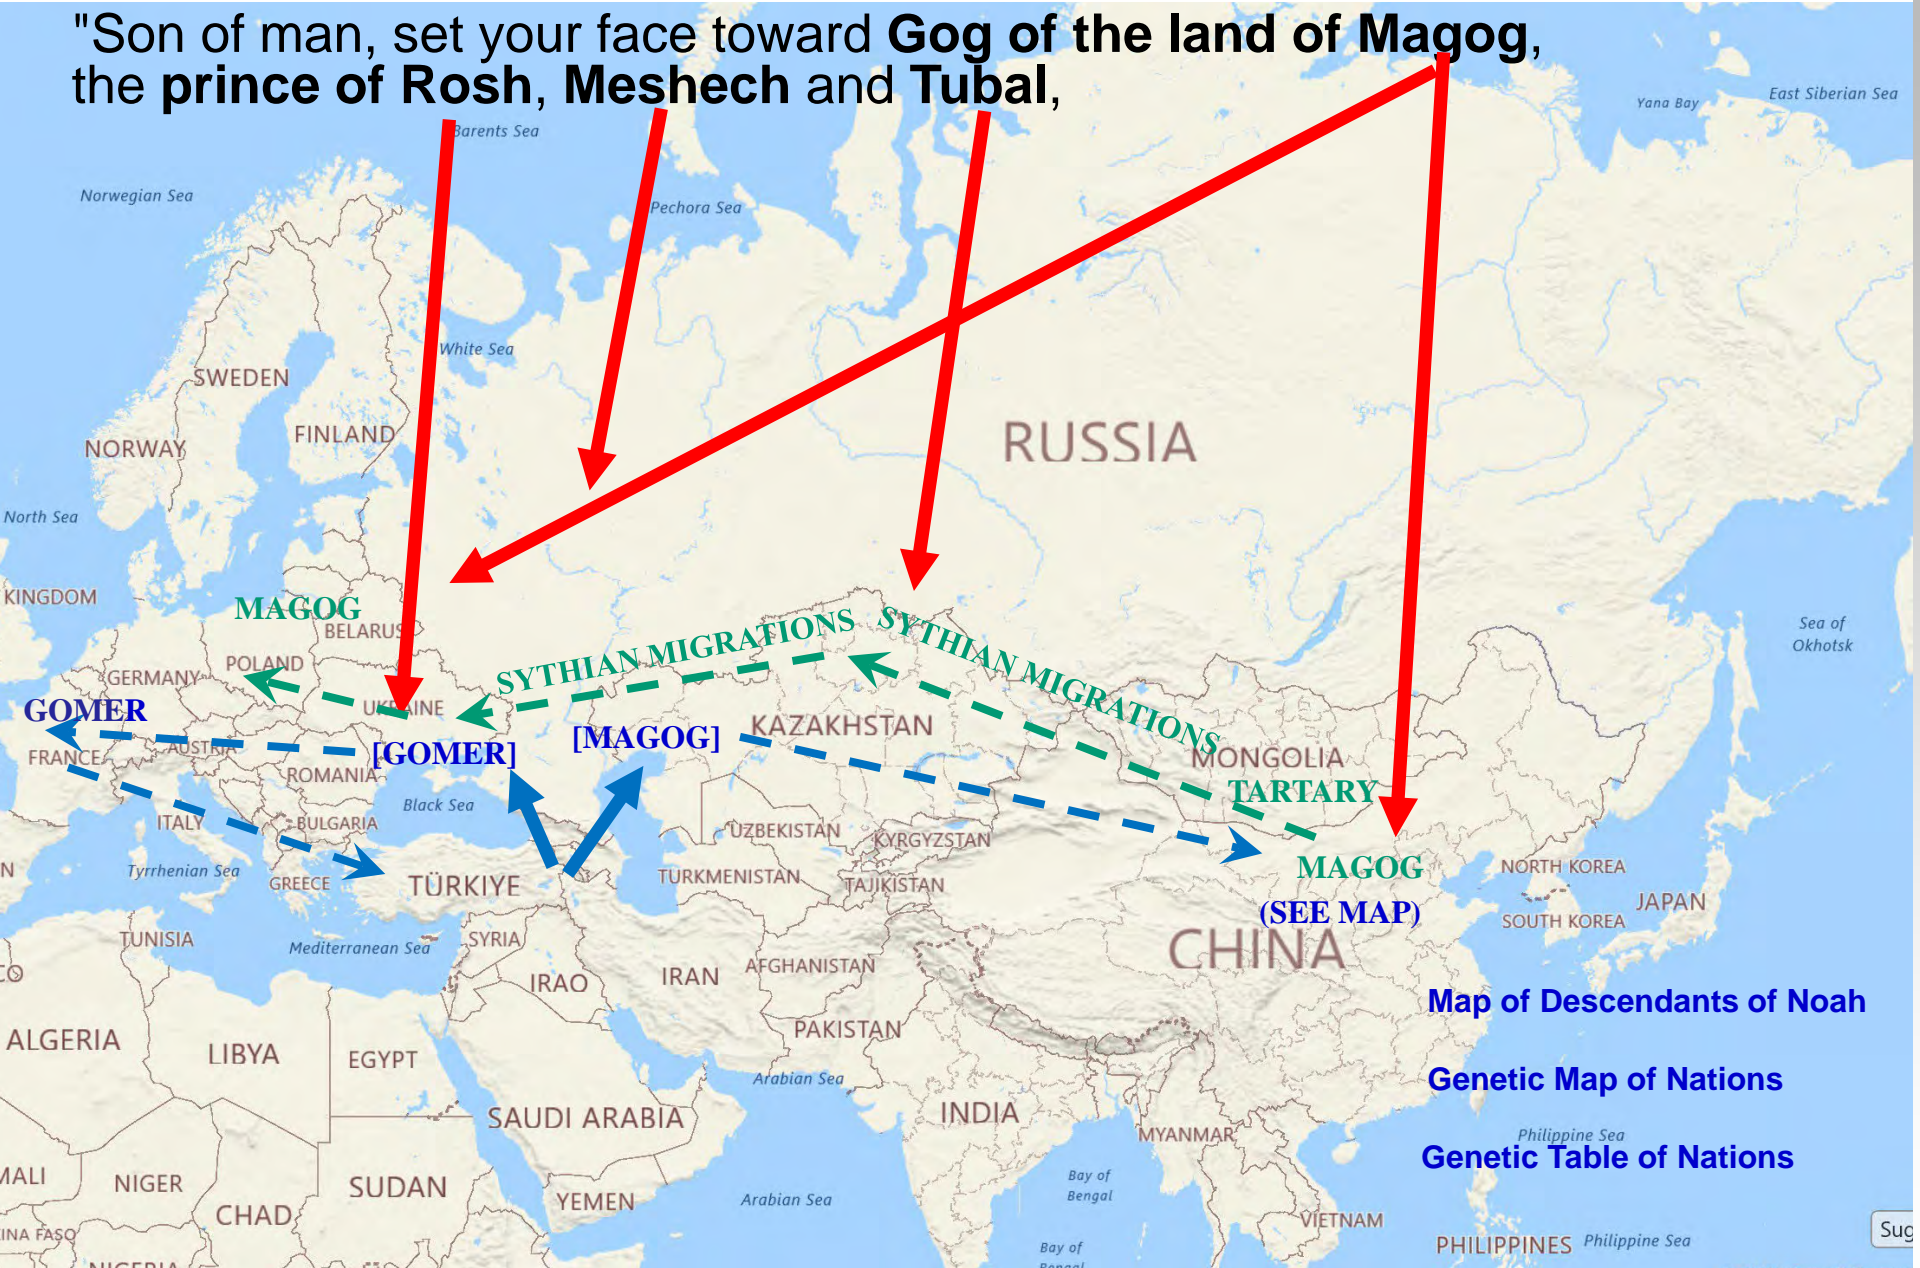 "Son of man, set your face toward Gog of the land of Magog,
the prince of Rosh, Meshech and Tubal,
Barents Sea
Yana Bay
East Siberian Sea
Norwegian Sea
Pechora Sea
White Sea
SWEDEN
NORWAY
FINLAND
RUSSIA
North Sea
KINGDOM
MAGOG
BELARUS
SYTHIAN MIGRATIONS
SYTHIAN MIGRATIONS
Sea of
Okhotsk
GERMANY
POLAND
GOMER
UKRAINE
[GOMER]
[MAGOG]
KAZAKHSTAN
MONGOLIA
FRANCE
AUSTRIA
ROMANIA
TARTARY
Black Sea
ITALY
BULGARIA
UZBEKISTAN
KYRGYZSTAN
Tyrrhenian Sea
GREECE
TÜRKIYE
TURKMENISTAN
TAJIKISTAN
MAGOG
NORTH KOREA
(SEE MAP)
SOUTH KOREA
JAPAN
TUNISIA
Mediterranean Sea
SYRIA
CHINA
IRAQ
IRAN
AFGHANISTAN
Map of Descendants of Noah
ALGERIA
LIBYA
EGYPT
PAKISTAN
Arabian Sea
Genetic Map of Nations
SAUDI ARABIA
INDIA
MYANMAR
Philippine Sea
Genetic Table of Nations
MALI
NIGER
SUDAN
YEMEN
Arabian Sea
Bay of
Bengal
CHAD
VIETNAM
INA FASO
PHILIPPINES
Philippine Sea
Sug
Bay of
Bengal
NIGERIA